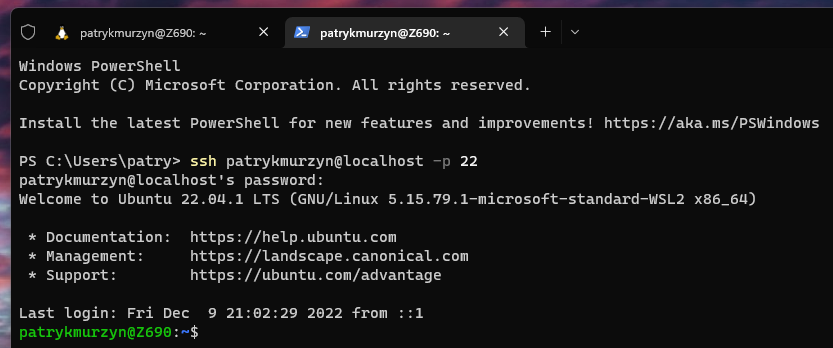 patrykmurzyn@Z690: ~ patrykmurzyn@Z690: ~
Windows PowerShell
Copyright (C) Microsoft Corporation. All rights reserved.
Install the latest PowerShell for new features and improvements! https://aka.ms/PSWindows
PS C:\Users\patry> ssh patrykmurzyn@localhost -p 22
patrykmurzyn@localhost's password:
Welcome to Ubuntu 22.04.1 LTS (GNU/Linux 5.15.79.1-microsoft-standard-WSL2 x86_64)
* Documentation:  https://help.ubuntu.com
* Management:     https://landscape.canonical.com
* Support:        https://ubuntu.com/advantage
Last login: Fri Dec  9 21:02:29 2022 from ::1
patrykmurzyn@Z690:~$